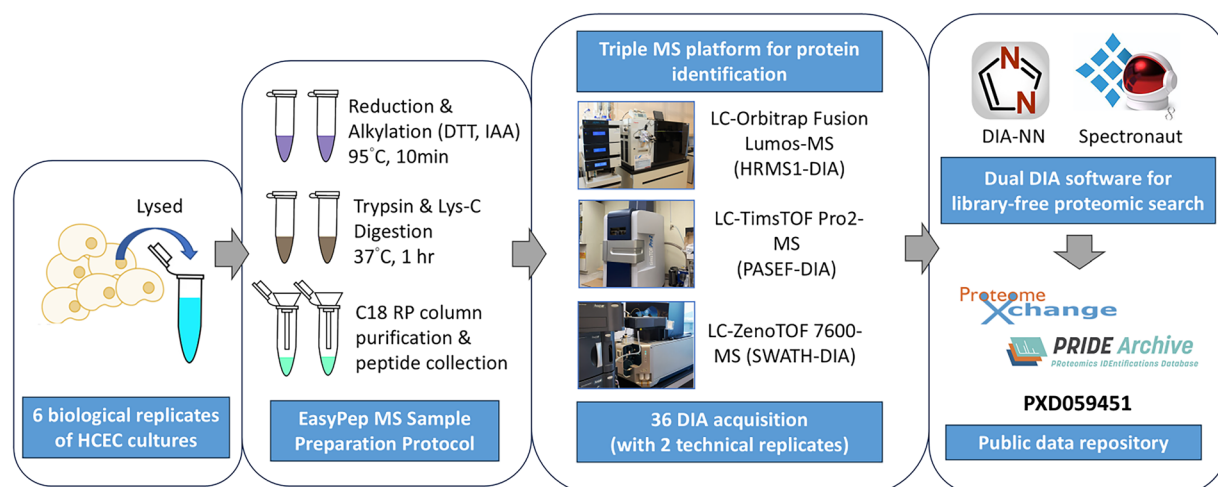 Lysed
6 biological replicates
of HCEC cultures
Reduction &
Alkylation (DTT, IAA)
95°C, 10min
Trypsin & Lys-C
Digestion
37°C, 1 hr
C18 RP column
purification &
peptide collection
EasyPep MS Sample
Preparation Protocol
Triple MS platform for protein
identification
LC-Orbitrap Fusion
Lumos-MS
(HRMS1-DIA)
LC-TimsTOF Pro2-
MS
(PASEF-DIA)
LC-ZenoTOF 7600-
MS (SWATH-DIA)
36 DIA acquisition
(with 2 technical replicates)
N
N
DIA-NN
Spectronaut
Dual DIA software for
library-free proteomic search
Proteome
Xchange
PRIDE Archive
PRoteomics IDEntifications Database
PXD059451
Public data repository